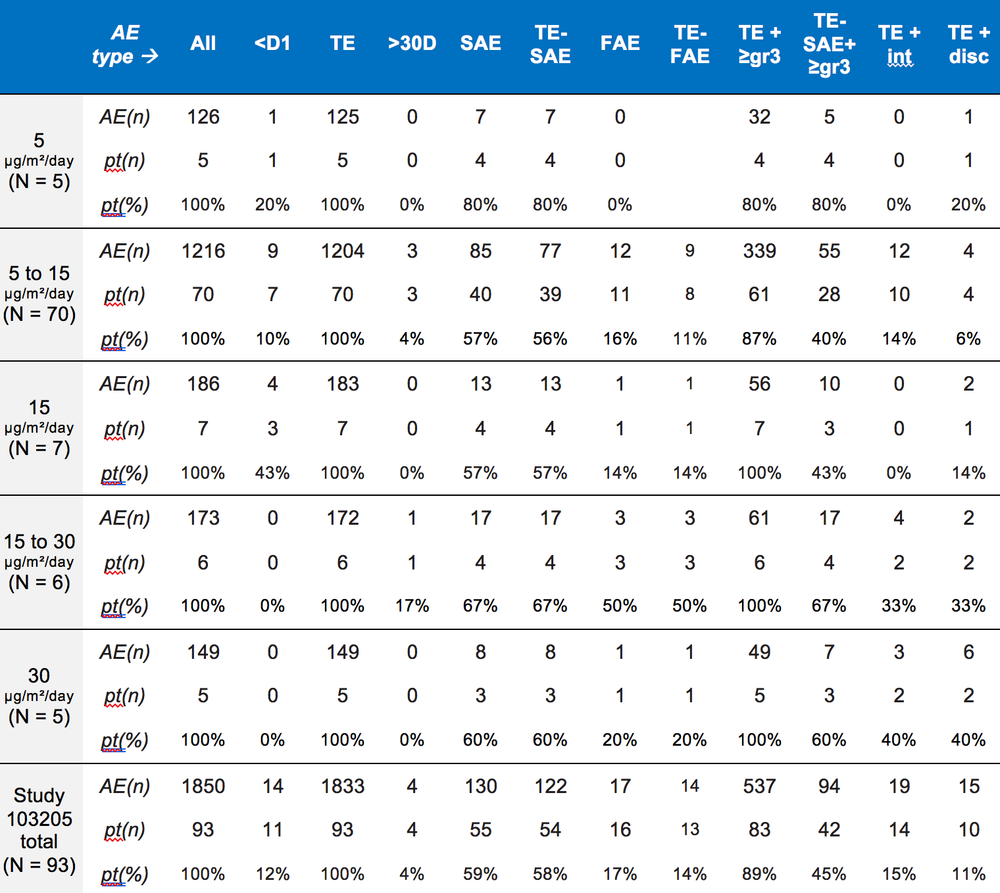 AE type → All <D1 TE >30D SAE TE-SAE FAE TE-FAE TE + ≥gr3 TE-SAE+ ≥gr3 TE + int TE + disc
5 µg/m²/day (N = 5)
AE(n) 126 1 125 0 7 7 0 32 5 0 1
pt(n) 5 1 5 0 4 4 0 4 4 0 1
pt(%) 100% 20% 100% 0% 80% 80% 0% 80% 80% 0% 20%
5 to 15 µg/m²/day (N = 70)
AE(n) 1216 9 1204 3 85 77 12 9 339 55 12 4
pt(n) 70 7 70 3 40 39 11 8 61 28 10 4
pt(%) 100% 10% 100% 4% 57% 56% 16% 11% 87% 40% 14% 6%
15 µg/m²/day (N = 7)
AE(n) 186 4 183 0 13 13 1 1 56 10 0 2
pt(n) 7 3 7 0 4 4 1 1 7 3 0 1
pt(%) 100% 43% 100% 0% 57% 57% 14% 14% 100% 43% 0% 14%
15 to 30 µg/m²/day (N = 6)
AE(n) 173 0 172 1 17 17 3 3 61 17 4 2
pt(n) 6 0 6 1 4 4 3 3 6 4 2 2
pt(%) 100% 0% 100% 17% 67% 67% 50% 50% 100% 67% 33% 33%
30 µg/m²/day (N = 5)
AE(n) 149 0 149 0 8 8 1 1 49 7 3 6
pt(n) 5 0 5 0 3 3 1 1 5 3 2 2
pt(%) 100% 0% 100% 0% 60% 60% 20% 20% 100% 60% 40% 40%
Study 103205 total (N = 93)
AE(n) 1850 14 1833 4 130 122 17 14 537 94 19 15
pt(n) 93 11 93 4 55 54 16 13 83 42 14 10
pt(%) 100% 12% 100% 4% 59% 58% 17% 14% 89% 45% 15% 11%